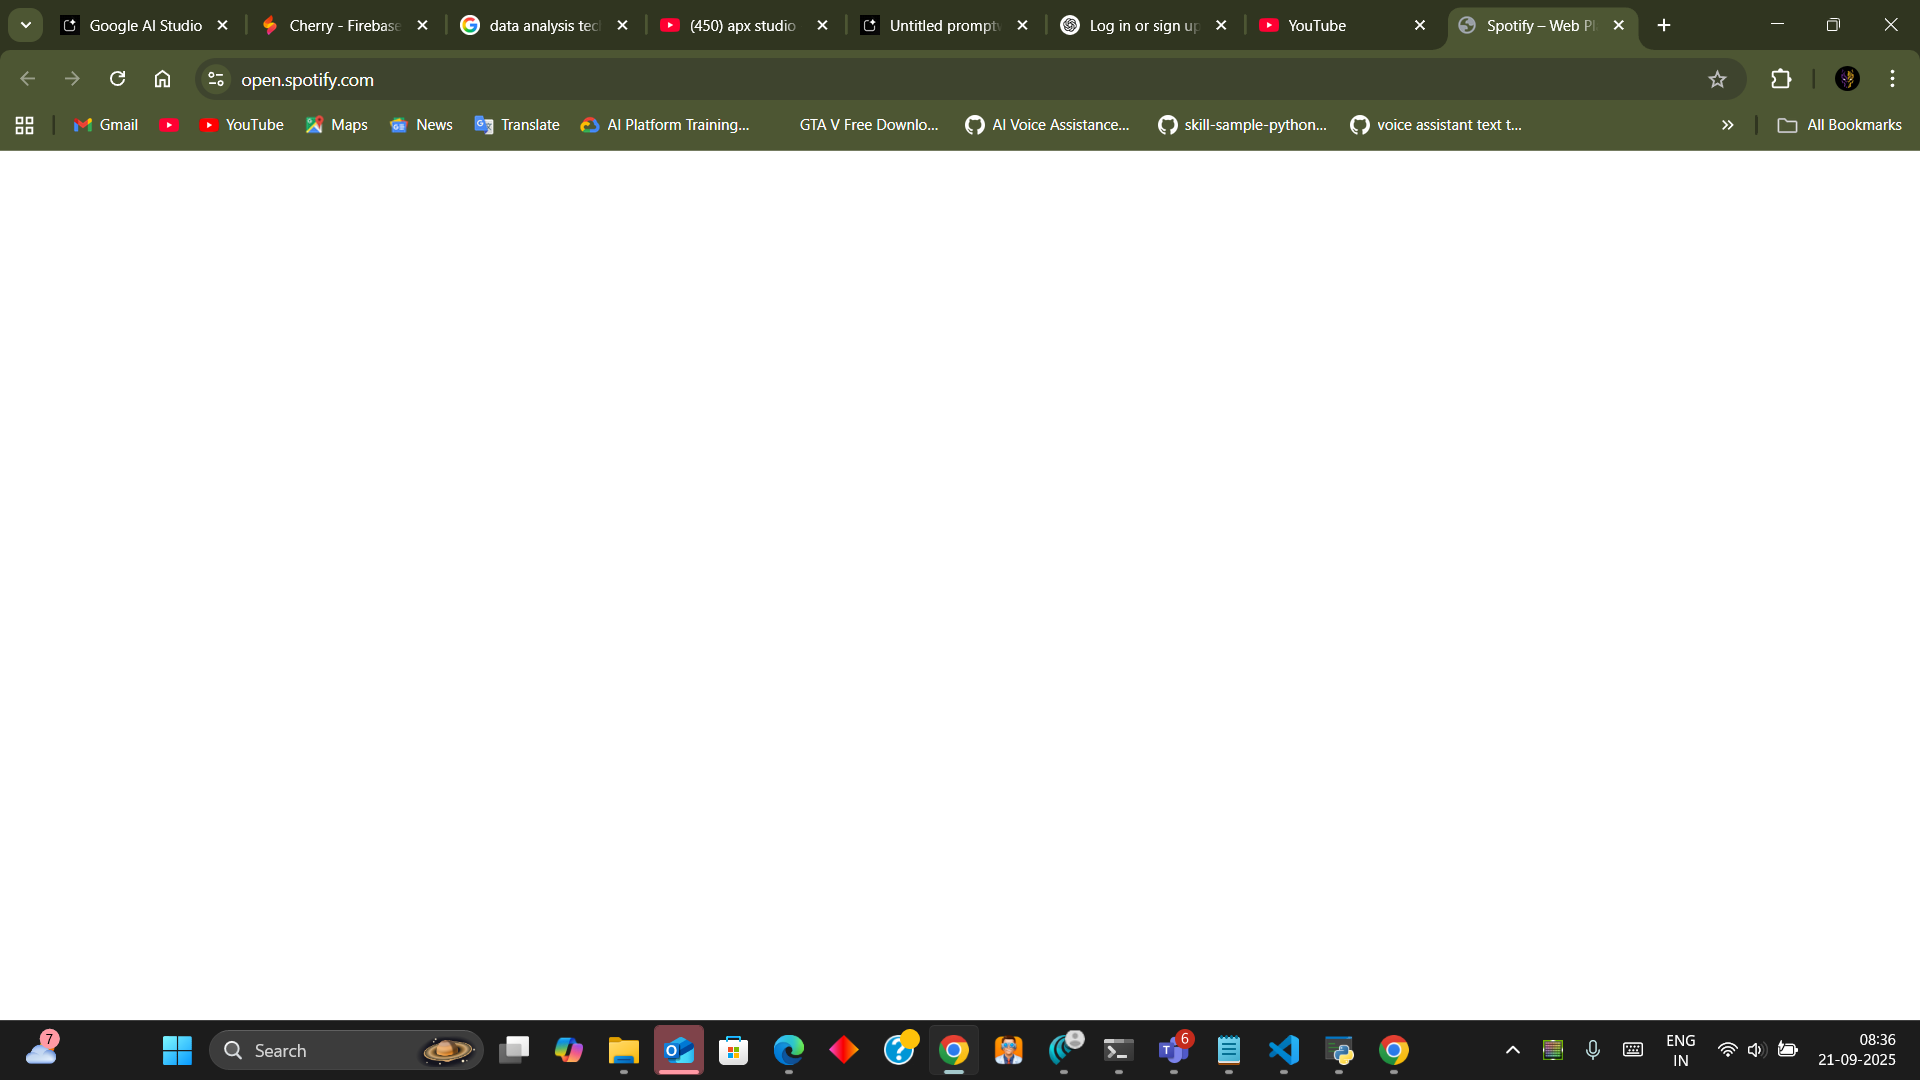 Google AI Studio
Cherry - Firebase
data analysis tec
(450) apx studio
Untitled prompt
Log in or sign up
YouTube
Spotify – Web Pl
open.spotify.com
Gmail
YouTube
Maps
News
Translate
AI Platform Training...
GTA V Free Downlo...
AI Voice Assistance...
skill-sample-python...
voice assistant text t...
All Bookmarks
7
Search
6
ENG
IN
08:36
21-09-2025